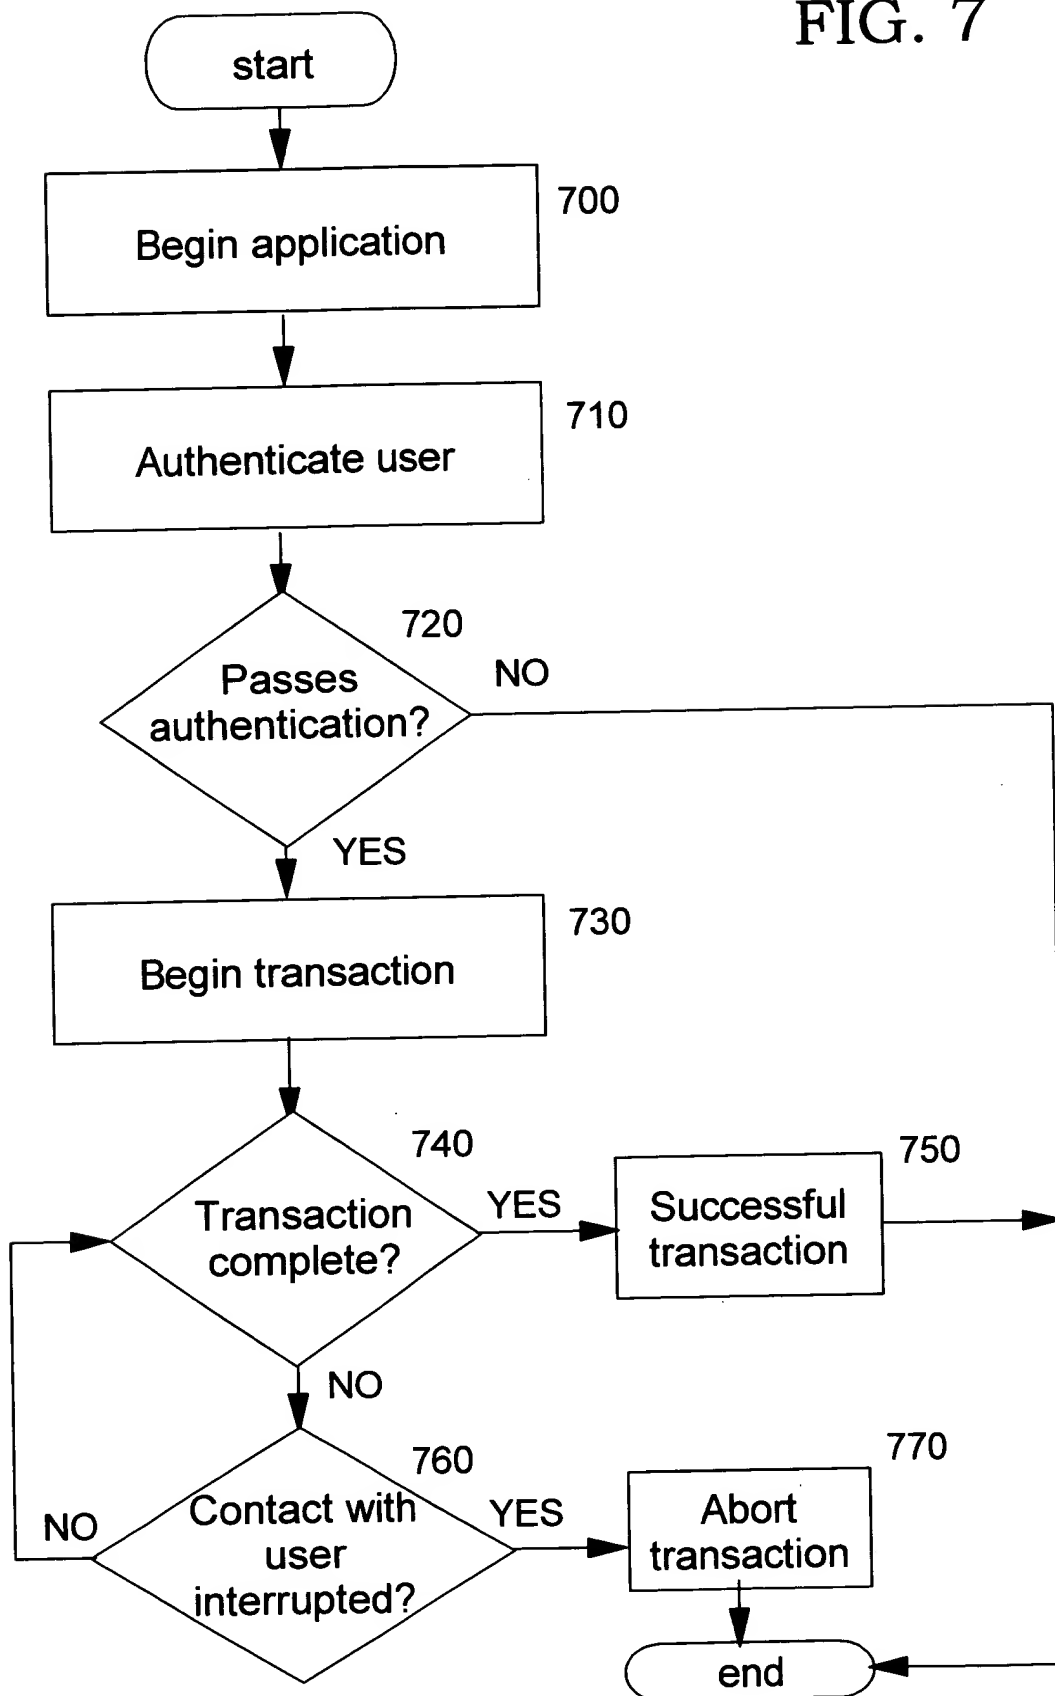 FIG. 7
start
700
Begin application
710
Authenticate user
720
Passes
authentication?
NO
YES
730
Begin transaction
740
Transaction
complete?
YES
750
Successful
transaction
NO
760
Contact with
user
interrupted?
NO
YES
770
Abort
transaction
end